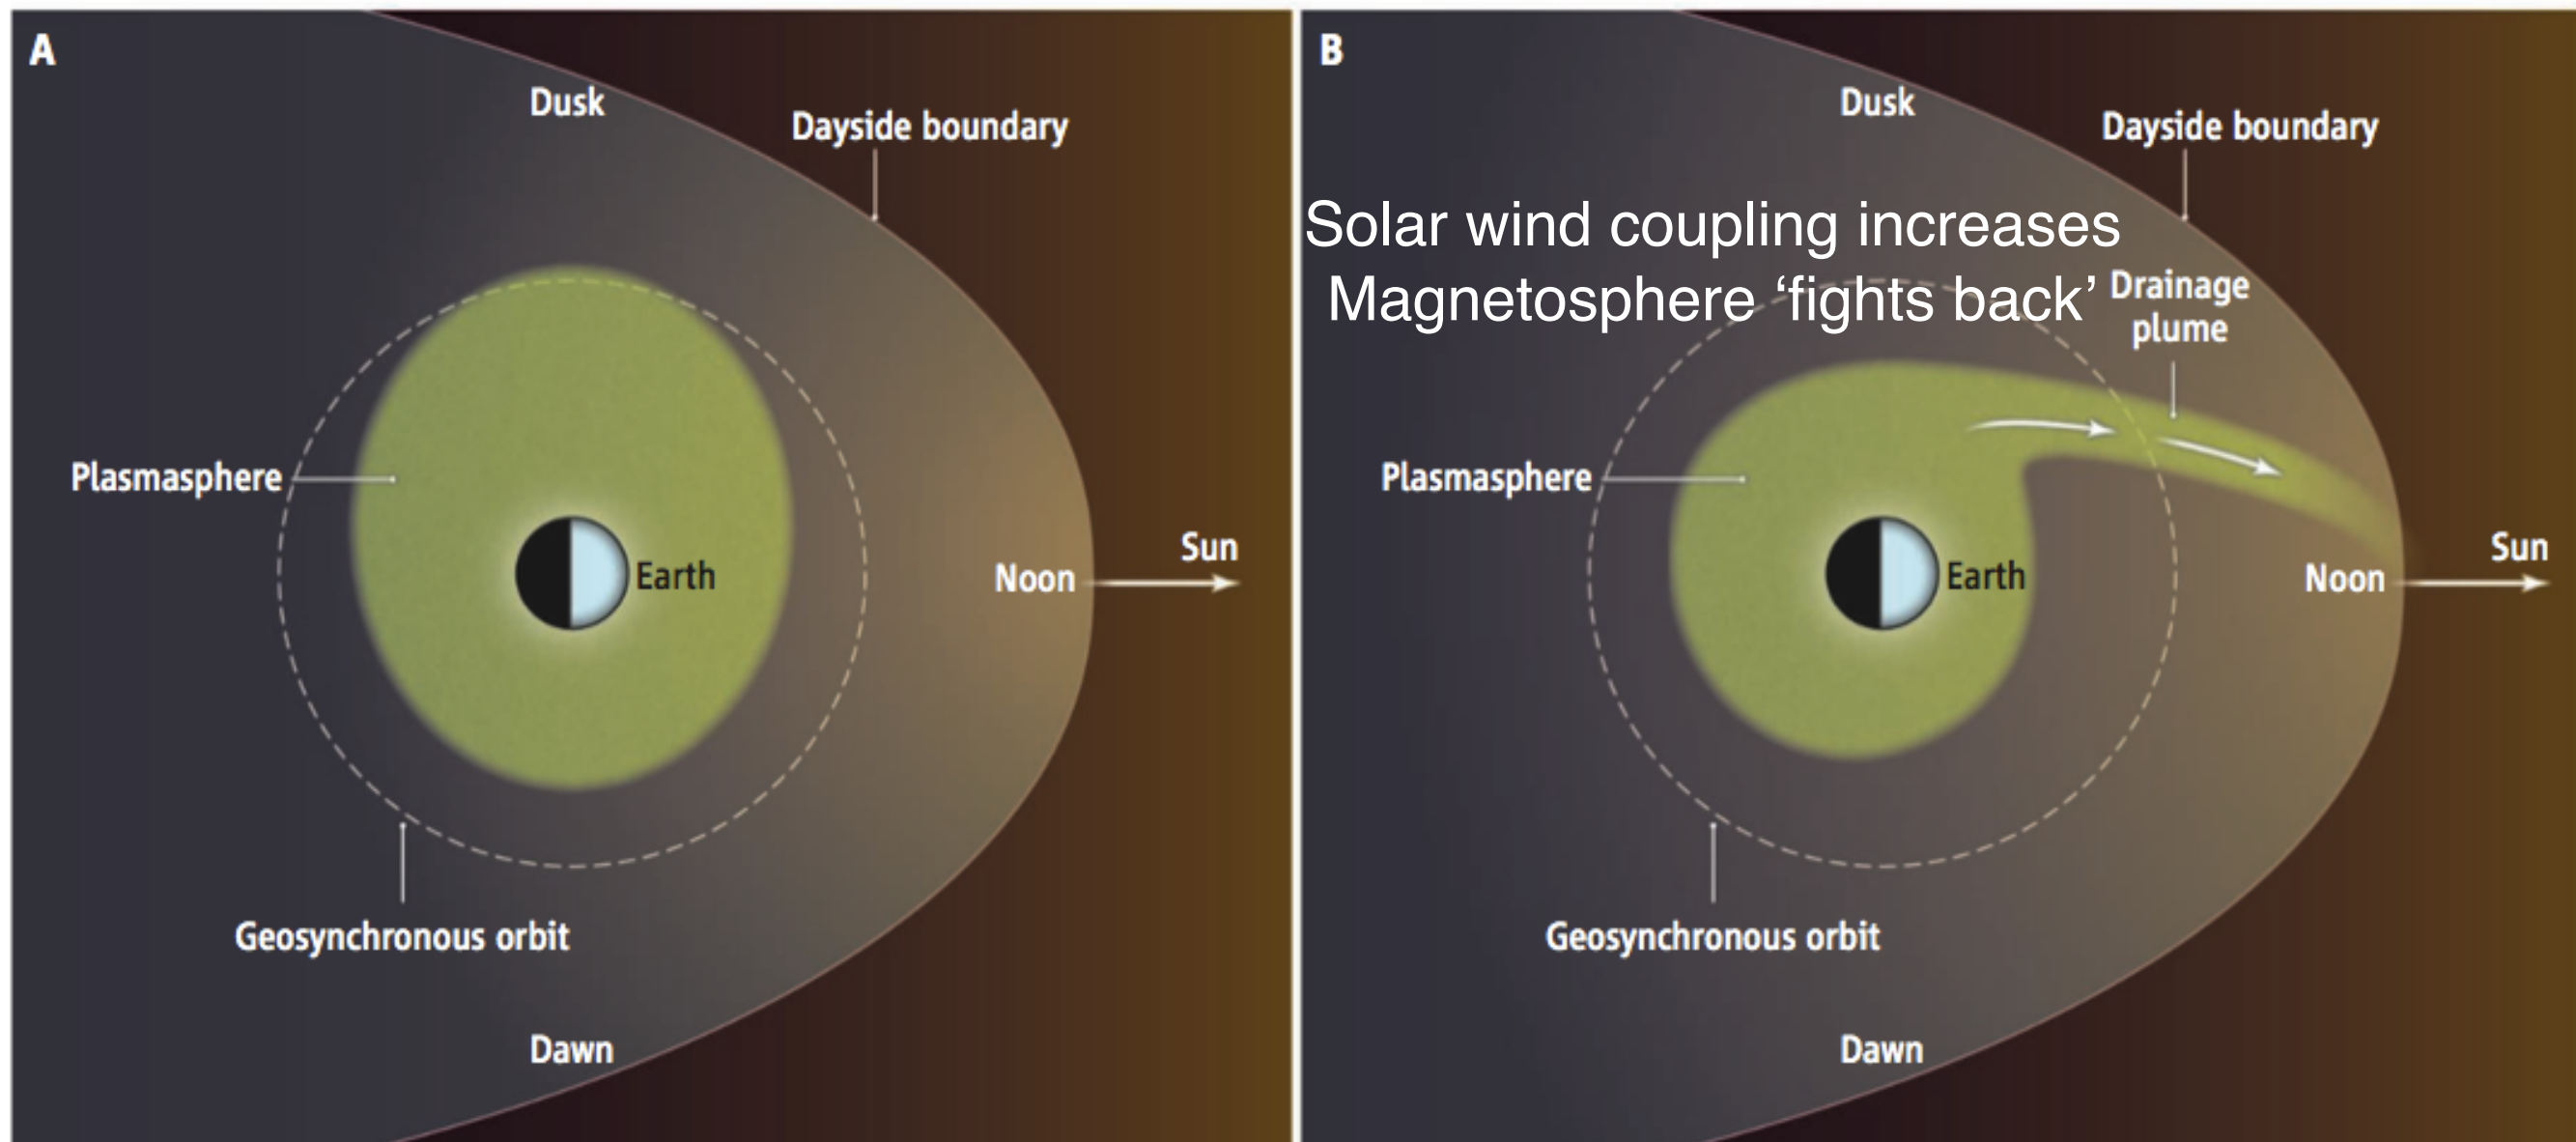 A
Dusk
Dayside boundary
Plasmasphere
Earth
Noon
Sun
Geosynchronous orbit
Dawn
B
Dusk
Dayside boundary
Solar wind coupling increases
Magnetosphere ‘fights back’
Drainage
plume
Plasmasphere
Earth
Noon
Sun
Geosynchronous orbit
Dawn